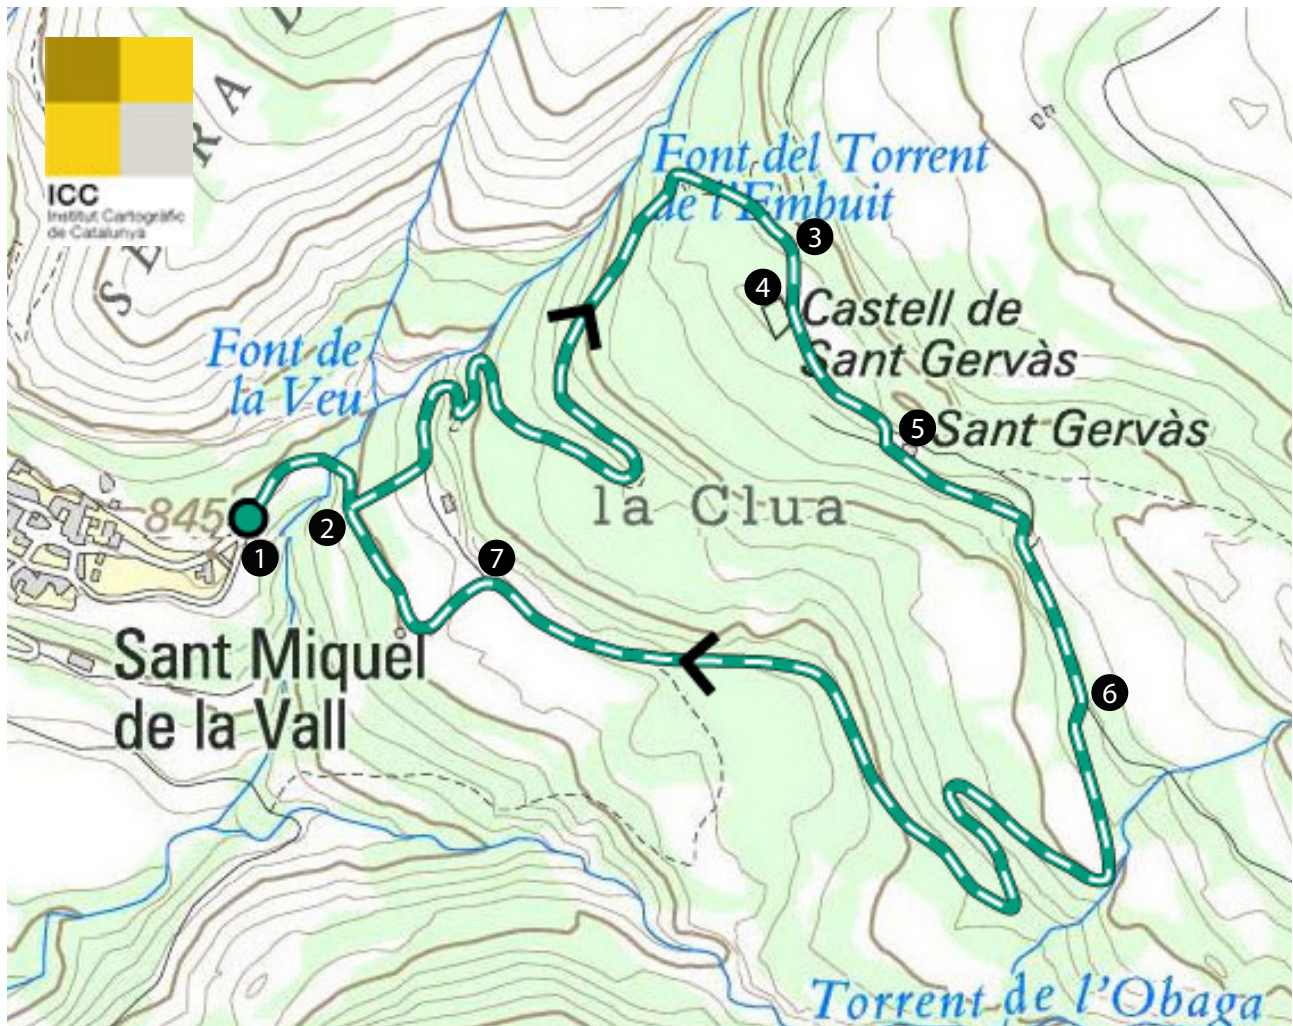 S E R R A D
ICC
Institut Cartogràfic
de Catalunya
Font del Torrent
de l'Embuit
3
4
Castell de
Sant Gervàs
Font de
la Veu
5
Sant Gervàs
la Clua
845
2
1
7
Sant Miquel
de la Vall
6
Torrent de l'Obaga